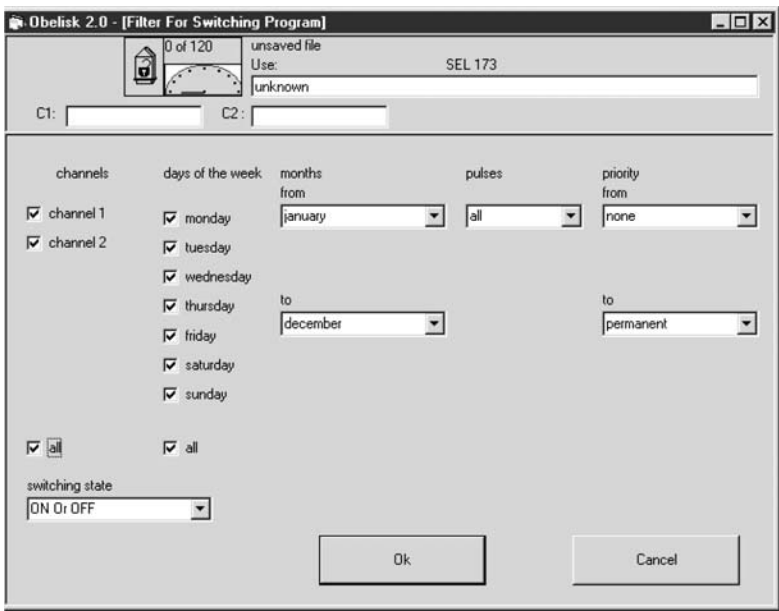 Obelisk 2.0 - [Filter For Switching Program]
0 of 120
unsaved file
Use:
SEL 173
unknown
C1:
C2:
channels
channel 1
channel 2
all
days of the week
monday
tuesday
wednesday
thursday
friday
saturday
sunday
all
months
from
january
to
december
pulses
all
priority
from
none
to
permanent
switching state
ON Or OFF
Ok
Cancel